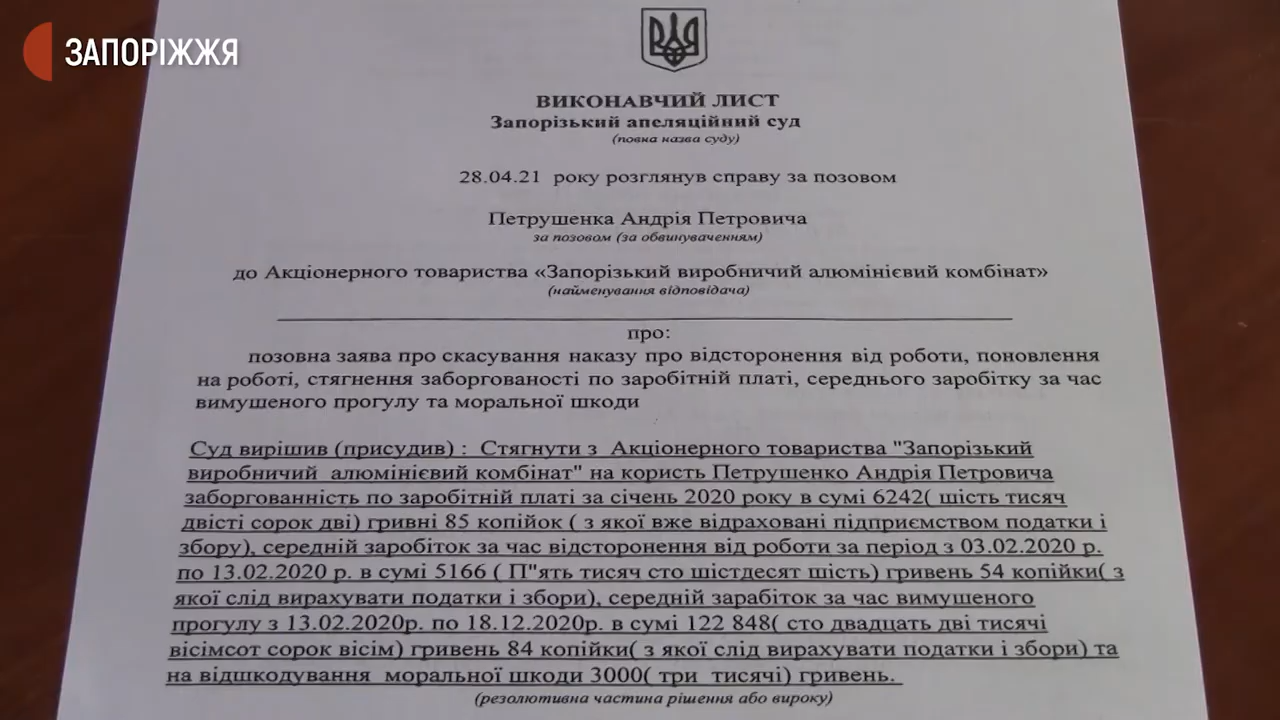 ЗАПОРІЖЖЯ
ВИКОНАВЧИЙ ЛИСТ
Запорізький апеляційний суд
(повна назва суду)
28.04.21 року розглянув справу за позовом
Петрушенка Андрія Петровича
за позовом (за обвинуваченням)
до Акціонерного товариства «Запорізький виробничий алюмінієвий комбінат»
(найменування відповідача)
про:
позовна заява про скасування наказу про відсторонення від роботи, поновлення
на роботі, стягнення заборгованості по заробітній платі, середнього заробітку за час
вимушеного прогулу та моральної шкоди
Суд вирішив (присудив) : Стягнути з Акціонерного товариства "Запорізький
виробничий алюмінієвий комбінат" на користь Петрушенко Андрія Петровича
заборгованність по заробітній платі за січень 2020 року в сумі 6242( шість тисяч
двісті сорок дві) гривні 85 копійок ( з якої вже відраховані підприємством податки і
збору), середній заробіток за час відсторонення від роботи за період з 03.02.2020 р.
по 13.02.2020 р. в сумі 5166 ( П"ять тисяч сто шістдесят шість) гривень 54 копійки( з
якої слід вирахувати податки і збори), середній зарабіток за час вимушеного
прогулу з 13.02.2020р. по 18.12.2020р. в сумі 122 848( сто двадцать дві тисячі
вісімсот сорок вісім) гривень 84 копійки( з якої слід вирахувати податки і збори) та
на відшкодування моральної шкоди 3000( три тисячі) гривень.
(резолютивна частина рішення або вироку)